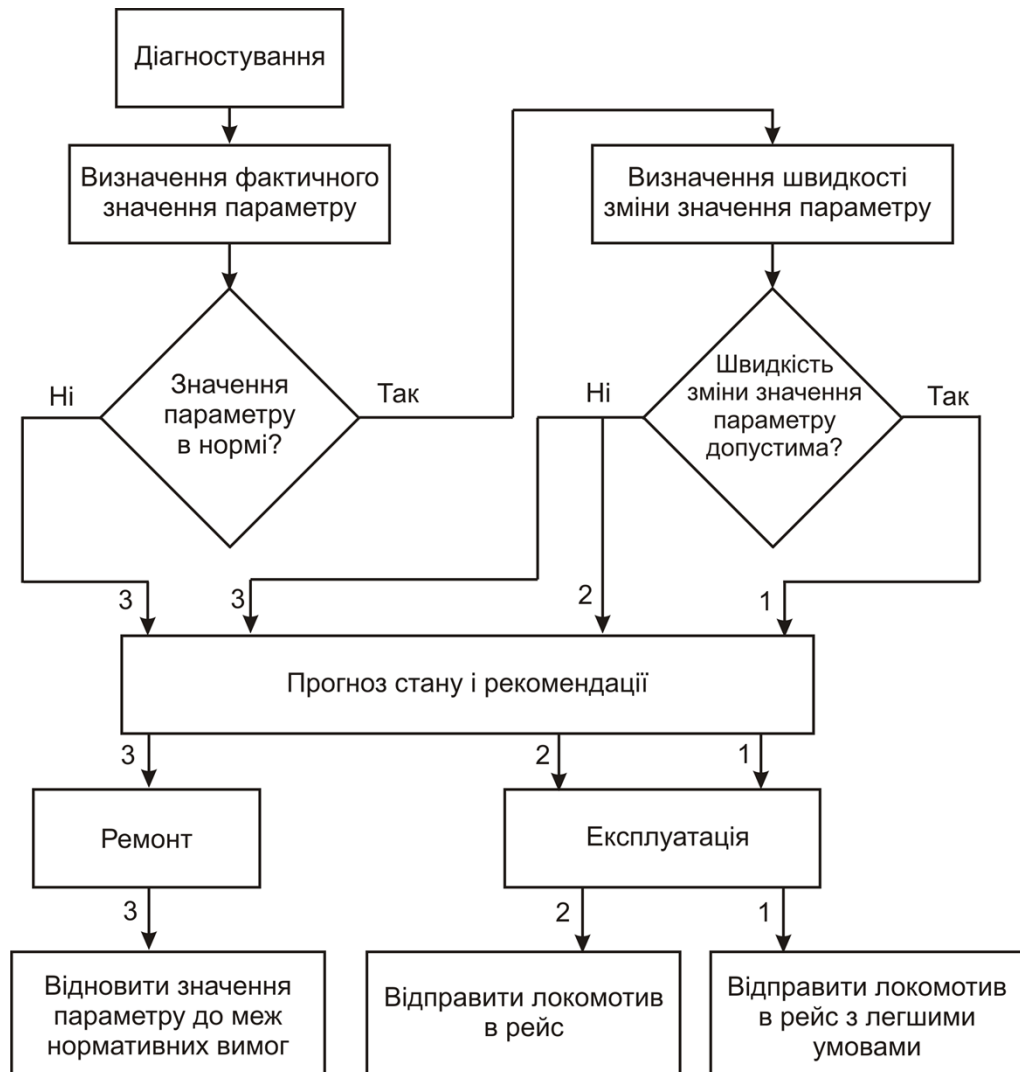 Діагностування
Визначення фактичного
значення параметру
Визначення швидкості
зміни значення параметру
Ні
Значення
параметру
в нормі?
Так
Ні
Швидкість
зміни значення
параметру
допустима?
Так
3
3
2
1
Прогноз стану і рекомендації
3
2
1
Ремонт
Експлуатація
3
2
1
Відновити значення
параметру до меж
нормативних вимог
Відправити локомотив
в рейс
Відправити локомотив
в рейс з легшими
умовами